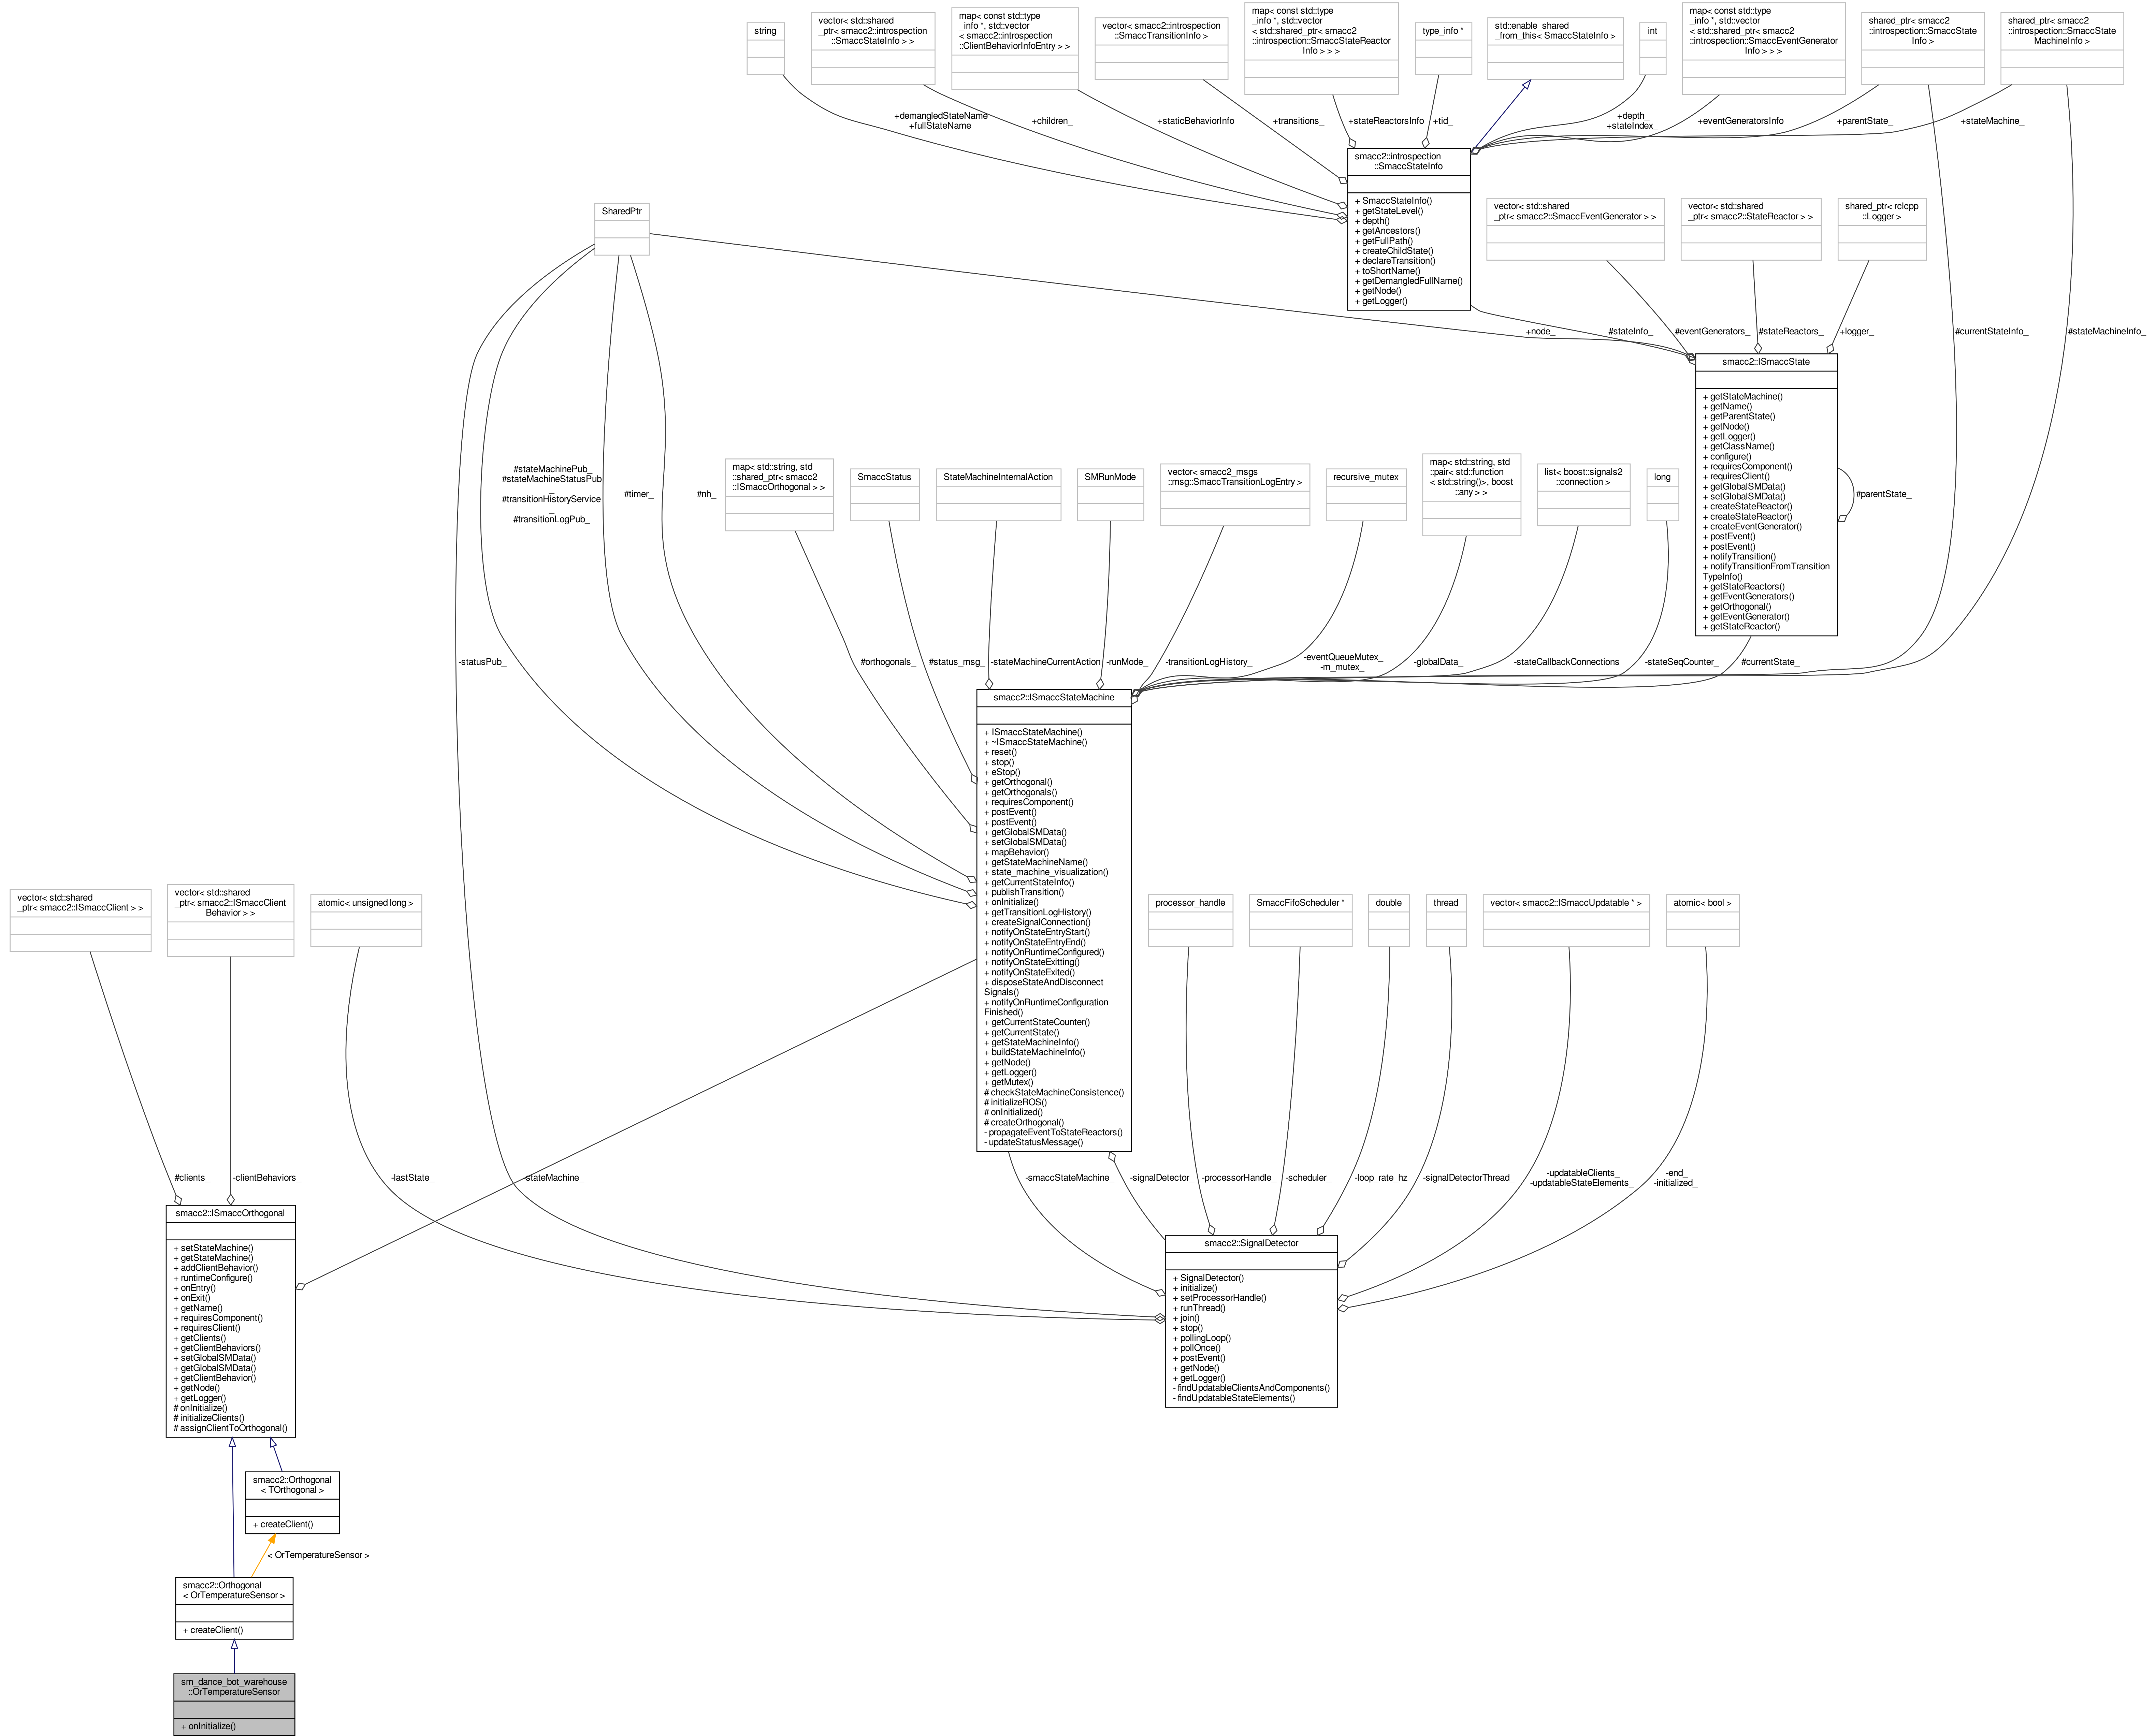 string
vector< std::shared
_ptr< smacc2::introspection
::SmaccStateInfo > >
map< const std::type
_info *, std::vector
< smacc2::introspection
::ClientBehaviorInfoEntry > >
vector< smacc2::introspection
::SmaccTransitionInfo >
map< const std::type
_info *, std::vector
< std::shared_ptr< smacc2
::introspection::SmaccStateReactor
Info > > >
type_info *
std::enable_shared
_from_this< SmaccStateInfo >
int
map< const std::type
_info *, std::vector
< std::shared_ptr< smacc2
::introspection::SmaccEventGenerator
Info > > >
shared_ptr< smacc2
::introspection::SmaccState
Info >
shared_ptr< smacc2
::introspection::SmaccState
MachineInfo >
+demangledStateName
+fullStateName
+children_
+staticBehaviorInfo
+transitions_
+stateReactorsInfo
+tid_
+depth_
+stateIndex_
+eventGeneratorsInfo
+parentState_
+stateMachine_
smacc2::introspection
::SmaccStateInfo
+ SmaccStateInfo()
+ getStateLevel()
+ depth()
+ getAncestors()
+ getFullPath()
+ createChildState()
+ declareTransition()
+ toShortName()
+ getDemangledFullName()
+ getNode()
+ getLogger()
SharedPtr
vector< std::shared
_ptr< smacc2::SmaccEventGenerator > >
vector< std::shared
_ptr< smacc2::StateReactor > >
shared_ptr< rclcpp
::Logger >
+node_
#stateInfo_
#eventGenerators_
#stateReactors_
+logger_
#currentStateInfo_
#stateMachineInfo_
smacc2::ISmaccState
+ getStateMachine()
+ getName()
+ getParentState()
+ getNode()
+ getLogger()
+ getClassName()
+ configure()
+ requiresComponent()
+ requiresClient()
+ getGlobalSMData()
+ setGlobalSMData()
+ createStateReactor()
+ createStateReactor()
+ createEventGenerator()
+ postEvent()
+ postEvent()
+ notifyTransition()
+ notifyTransitionFromTransition
TypeInfo()
+ getStateReactors()
+ getEventGenerators()
+ getOrthogonal()
+ getEventGenerator()
+ getStateReactor()
#parentState_
#stateMachinePub_
#stateMachineStatusPub
_
#transitionHistoryService
_
#transitionLogPub_
#timer_
#nh_
map< std::string, std
::shared_ptr< smacc2
::ISmaccOrthogonal > >
SmaccStatus
StateMachineInternalAction
SMRunMode
vector< smacc2_msgs
::msg::SmaccTransitionLogEntry >
recursive_mutex
map< std::string, std
::pair< std::function
< std::string()>, boost
::any > >
list< boost::signals2
::connection >
long
-statusPub_
#orthogonals_
#status_msg_
-stateMachineCurrentAction
-runMode_
-transitionLogHistory_
-eventQueueMutex_
-m_mutex_
-globalData_
-stateCallbackConnections
-stateSeqCounter_
#currentState_
smacc2::ISmaccStateMachine
+ ISmaccStateMachine()
+ ~ISmaccStateMachine()
+ reset()
+ stop()
+ eStop()
+ getOrthogonal()
+ getOrthogonals()
+ requiresComponent()
+ postEvent()
+ postEvent()
+ getGlobalSMData()
+ setGlobalSMData()
+ mapBehavior()
+ getStateMachineName()
+ state_machine_visualization()
+ getCurrentStateInfo()
+ publishTransition()
+ onInitialize()
+ getTransitionLogHistory()
+ createSignalConnection()
+ notifyOnStateEntryStart()
+ notifyOnStateEntryEnd()
+ notifyOnRuntimeConfigured()
+ notifyOnStateExitting()
+ notifyOnStateExited()
+ disposeStateAndDisconnect
Signals()
+ notifyOnRuntimeConfiguration
Finished()
+ getCurrentStateCounter()
+ getCurrentState()
+ getStateMachineInfo()
+ buildStateMachineInfo()
+ getNode()
+ getLogger()
+ getMutex()
# checkStateMachineConsistence()
# initializeROS()
# onInitialized()
# createOrthogonal()
- propagateEventToStateReactors()
- updateStatusMessage()
vector< std::shared
_ptr< smacc2::ISmaccClient > >
vector< std::shared
_ptr< smacc2::ISmaccClient
Behavior > >
atomic< unsigned long >
processor_handle
SmaccFifoScheduler *
double
thread
vector< smacc2::ISmaccUpdatable * >
atomic< bool >
#clients_
-clientBehaviors_
-lastState_
-stateMachine_
-smaccStateMachine_
-signalDetector_
-processorHandle_
-scheduler_
-loop_rate_hz
-signalDetectorThread_
-updatableClients_
-updatableStateElements_
-end_
-initialized_
smacc2::ISmaccOrthogonal
+ setStateMachine()
+ getStateMachine()
+ addClientBehavior()
+ runtimeConfigure()
+ onEntry()
+ onExit()
+ getName()
+ requiresComponent()
+ requiresClient()
+ getClients()
+ getClientBehaviors()
+ setGlobalSMData()
+ getGlobalSMData()
+ getClientBehavior()
+ getNode()
+ getLogger()
# onInitialize()
# initializeClients()
# assignClientToOrthogonal()
smacc2::SignalDetector
+ SignalDetector()
+ initialize()
+ setProcessorHandle()
+ runThread()
+ join()
+ stop()
+ pollingLoop()
+ pollOnce()
+ postEvent()
+ getNode()
+ getLogger()
- findUpdatableClientsAndComponents()
- findUpdatableStateElements()
smacc2::Orthogonal
< TOrthogonal >
+ createClient()
< OrTemperatureSensor >
smacc2::Orthogonal
< OrTemperatureSensor >
+ createClient()
sm_dance_bot_warehouse
::OrTemperatureSensor
+ onInitialize()